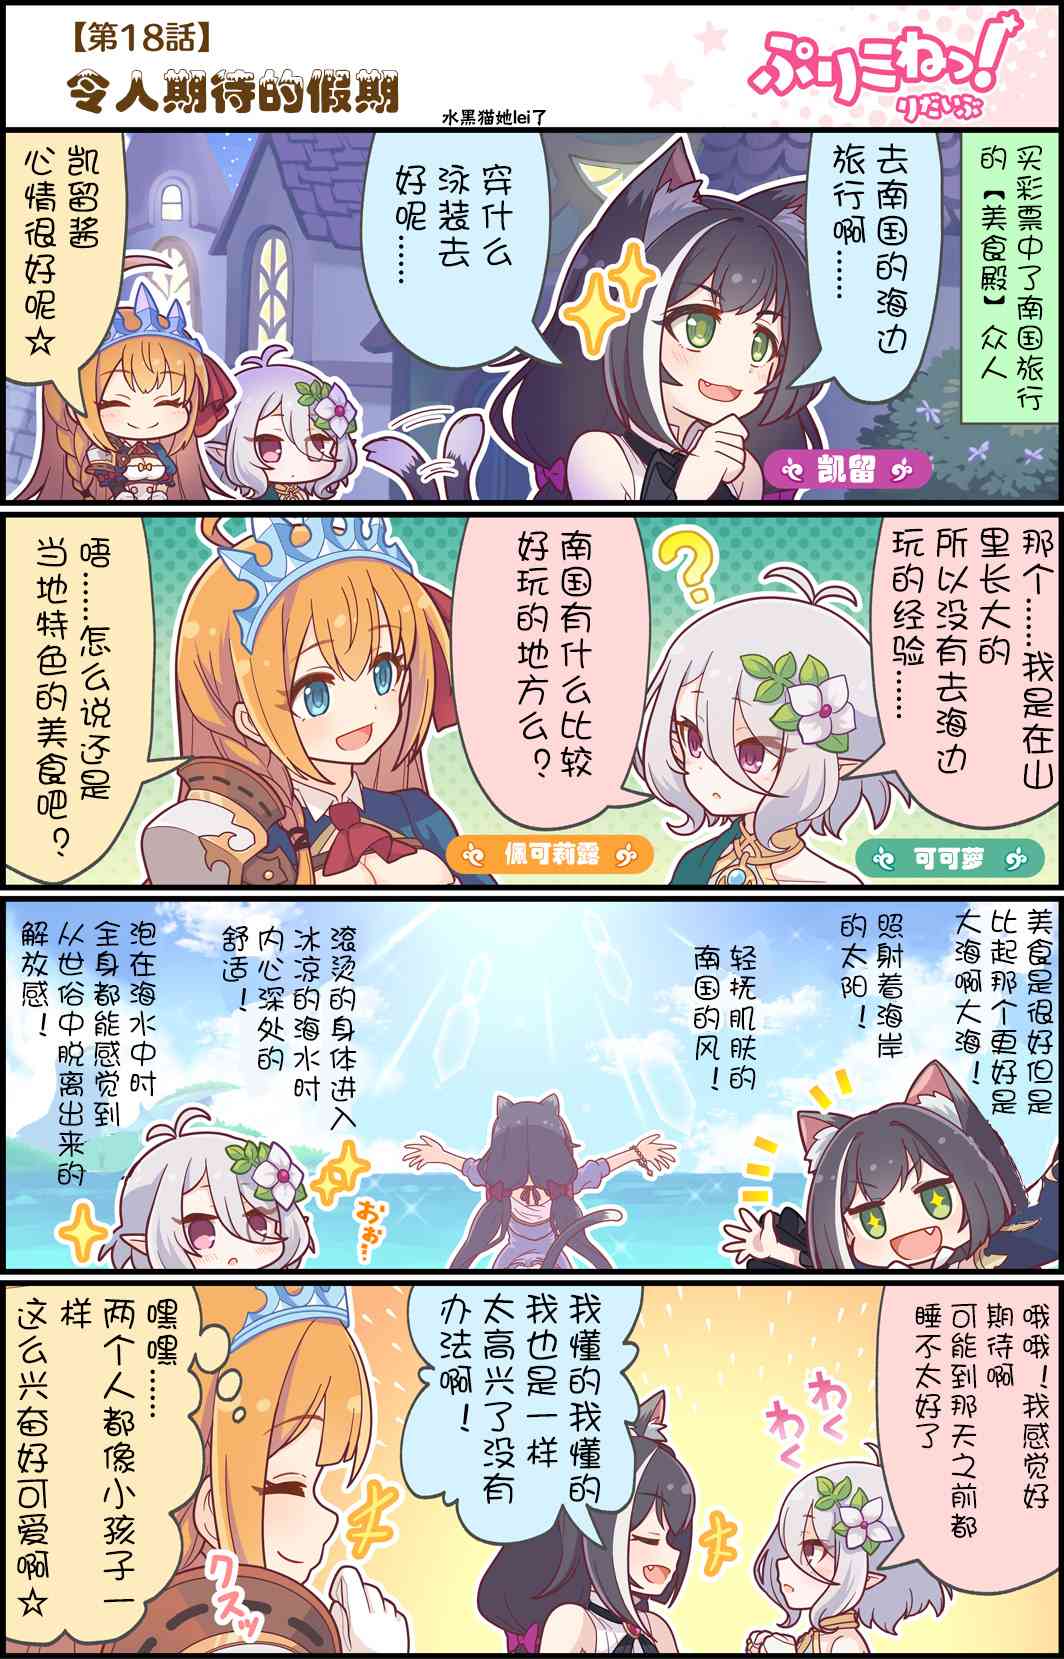 【第18話】
令人期待的假期
水黑猫她lei了
ぷりこねっ!
りだいぶ
买彩票中了南国旅行
的【美食殿】众人
去南国的海边
旅行啊……
穿什么
泳装去
好呢……
凯留酱
心情很好呢☆
凯留
那个……我是在山
里长大的
所以没有去海边
玩的经验……
?
南国有什么比较
好玩的地方么?
唔……怎么说还是
当地特色的美食吧?
佩可莉露
可可萝
美食是很好但是
比起那个更好是
大海啊大海!
照射着海岸
的太阳!
轻抚肌肤的
南国的风!
滚烫的身体进入
冰凉的海水时
内心深处的
舒适!
泡在海水中时
全身都能感觉到
从世俗中脱离出来的
解放感!
おぉ…
哦哦!我感觉好
期待啊
可能到那天之前都
睡不太好了
わく
わく
我懂的我懂的
我也是一样
太高兴了没有
办法啊!
嘿嘿……
两个人都像小孩子一
样
这么兴奋好可爱啊☆
クスッ